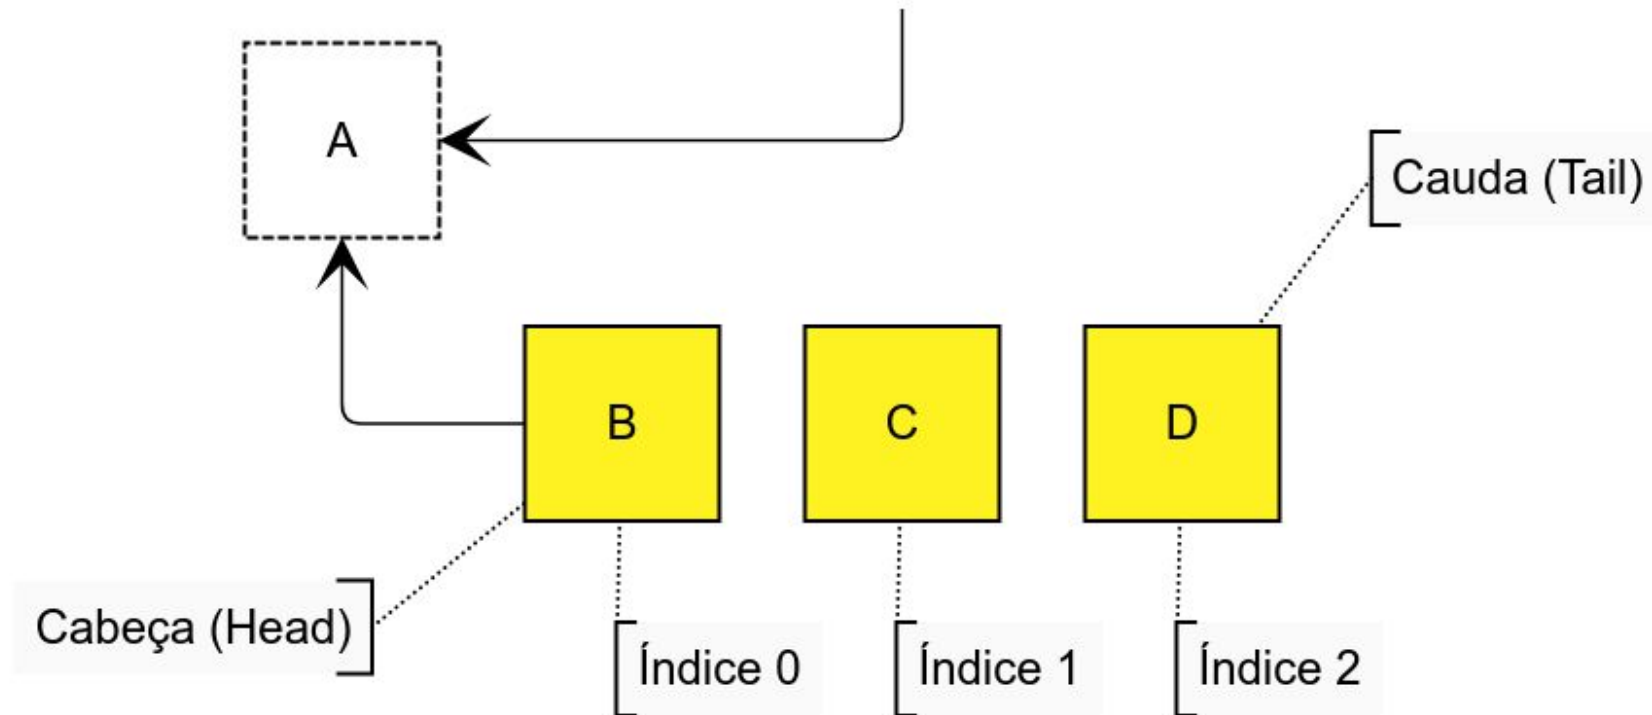 A
Cauda (Tail)
B
C
D
Cabeça (Head)
Índice 0
Índice 1
Índice 2